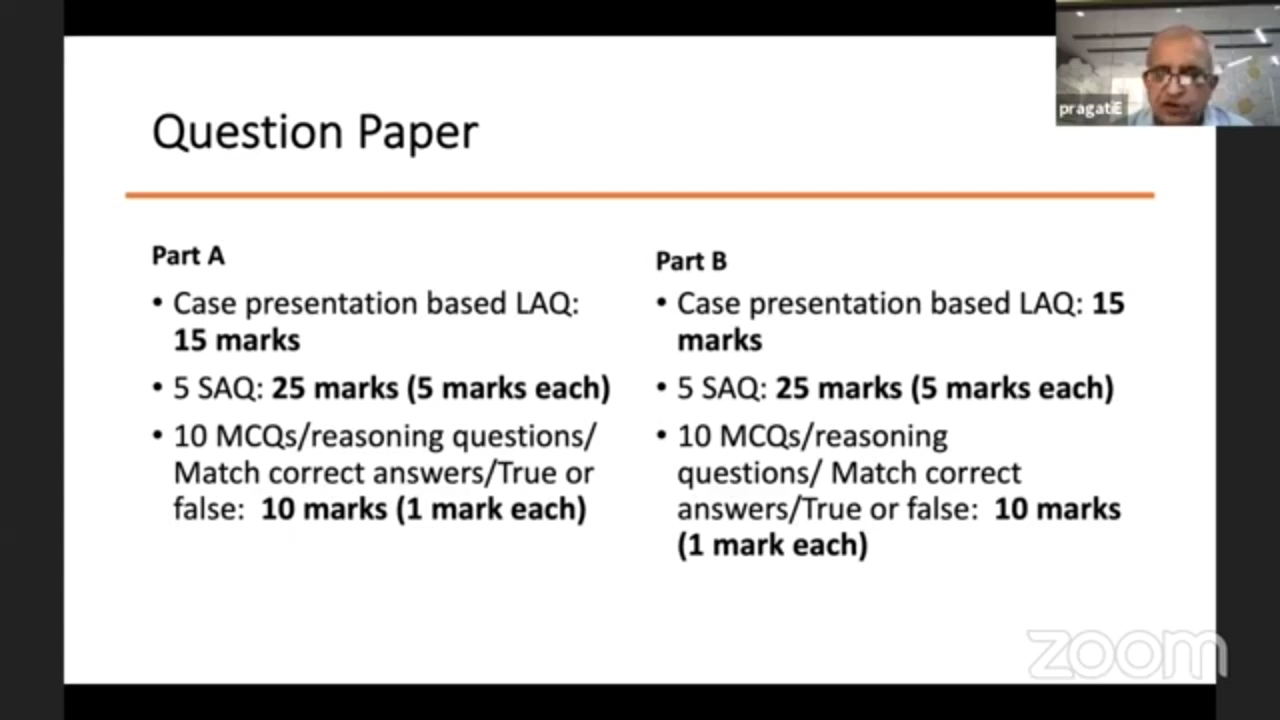 Question Paper
Part A
• Case presentation based LAQ:
15 marks
• 5 SAQ: 25 marks (5 marks each)
• 10 MCQs/reasoning questions/
Match correct answers/True or
false: 10 marks (1 mark each)
Part B
• Case presentation based LAQ: 15
marks
• 5 SAQ: 25 marks (5 marks each)
• 10 MCQs/reasoning
questions/ Match correct
answers/True or false: 10 marks
(1 mark each)
pragatiE
zoom